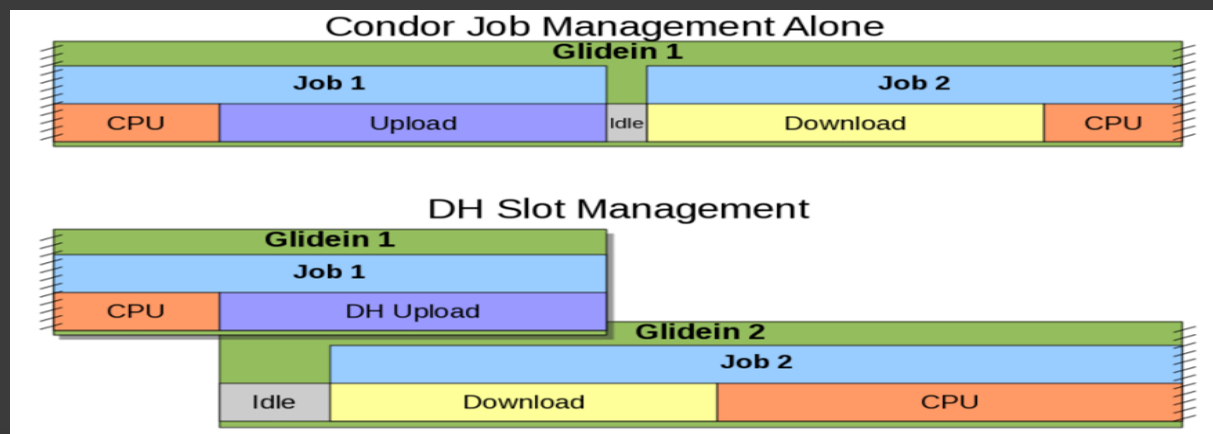 Condor Job Management Alone
Glidein 1
Job 1 Job 2
CPU Upload Idle Download CPU
DH Slot Management
Glidein 1
Job 1
CPU DH Upload
Glidein 2
Job 2
Idle Download CPU